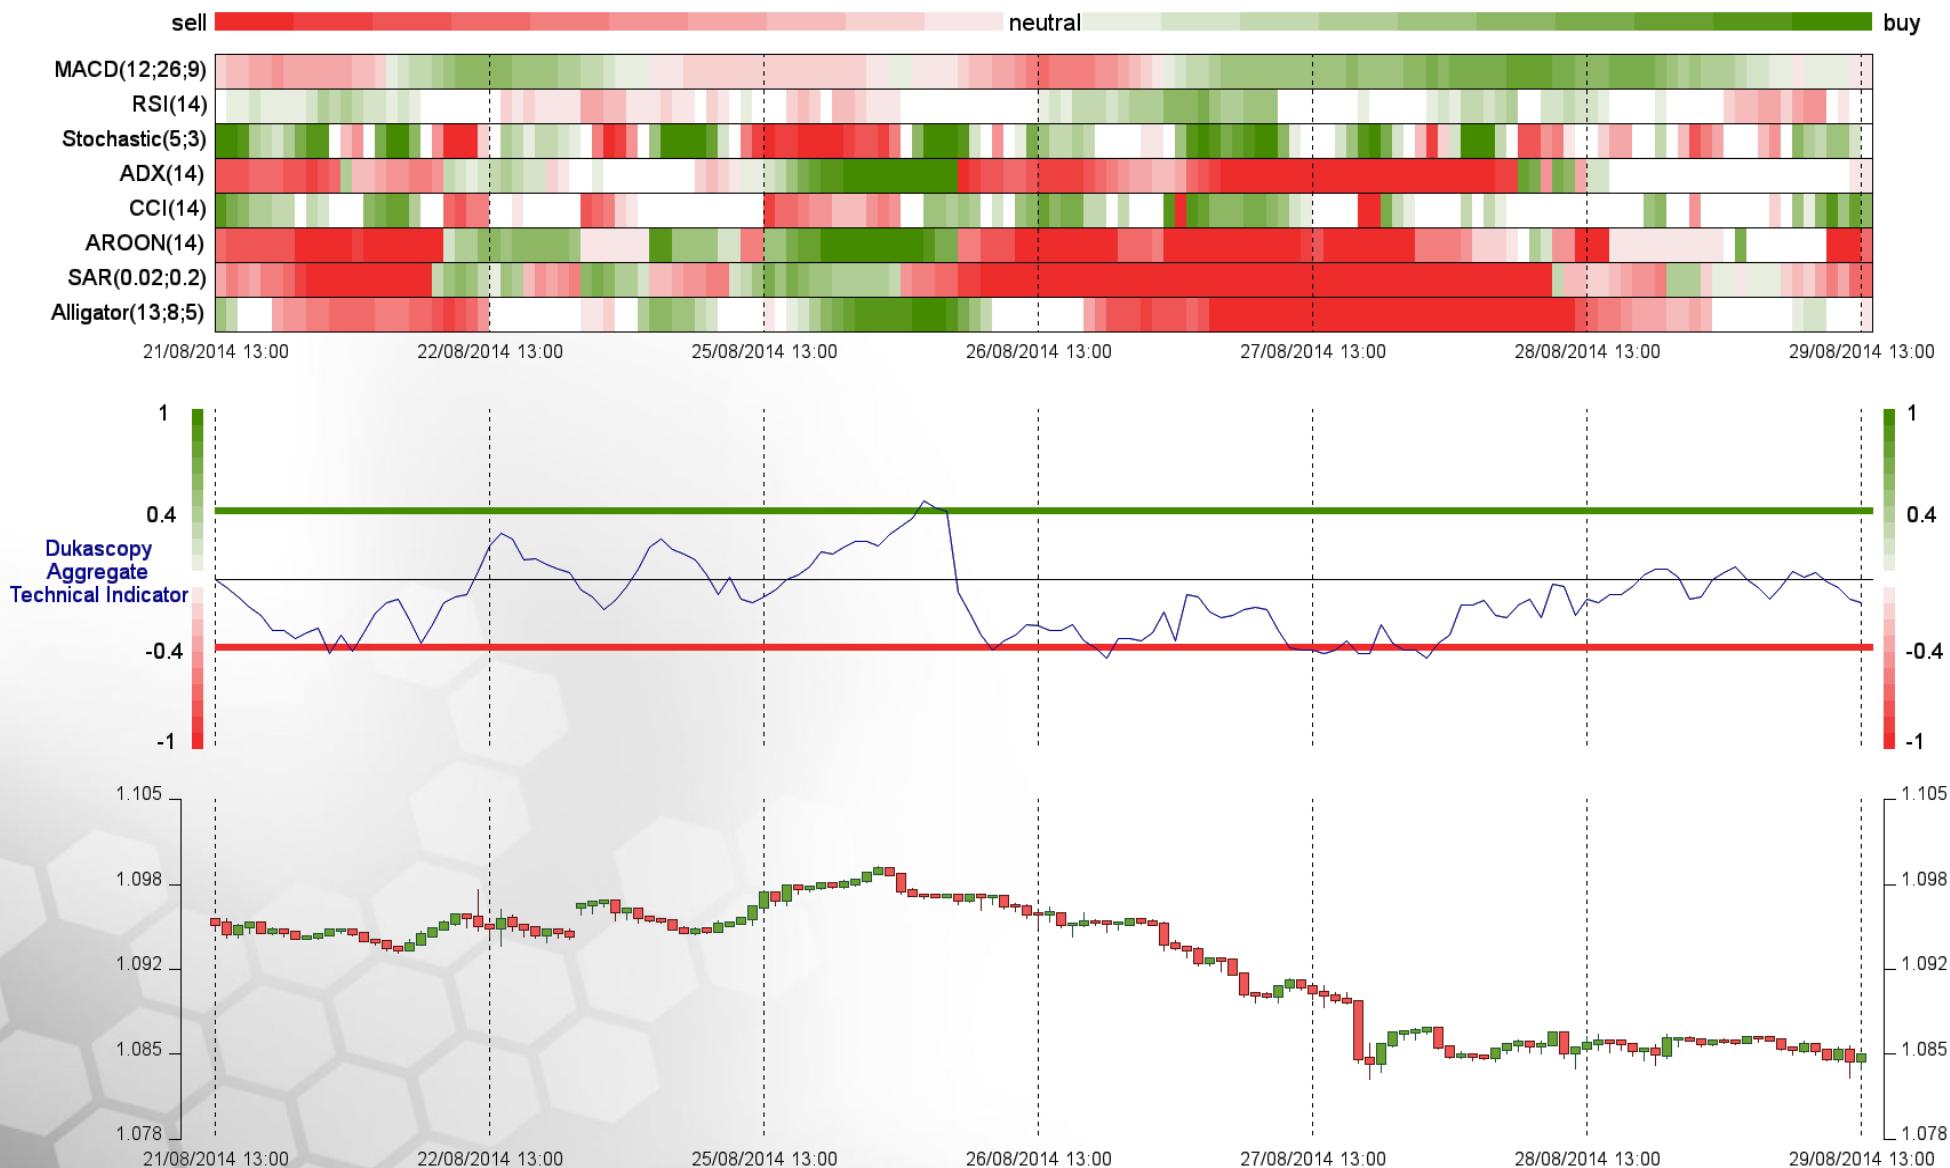 sell neutral buy
MACD(12;26;9)
RSI(14)
Stochastic(5;3)
ADX(14)
CCI(14)
AROON(14)
SAR(0.02;0.2)
Alligator(13;8;5)
21/08/2014 13:00 22/08/2014 13:00 25/08/2014 13:00 26/08/2014 13:00 27/08/2014 13:00 28/08/2014 13:00 29/08/2014 13:00
1 1
0.4 0.4
Dukascopy
Aggregate
Technical Indicator
-0.4 -0.4
-1 -1
1.105 1.105
1.098 1.098
1.092 1.092
1.085 1.085
1.078 1.078
21/08/2014 13:00 22/08/2014 13:00 25/08/2014 13:00 26/08/2014 13:00 27/08/2014 13:00 28/08/2014 13:00 29/08/2014 13:00